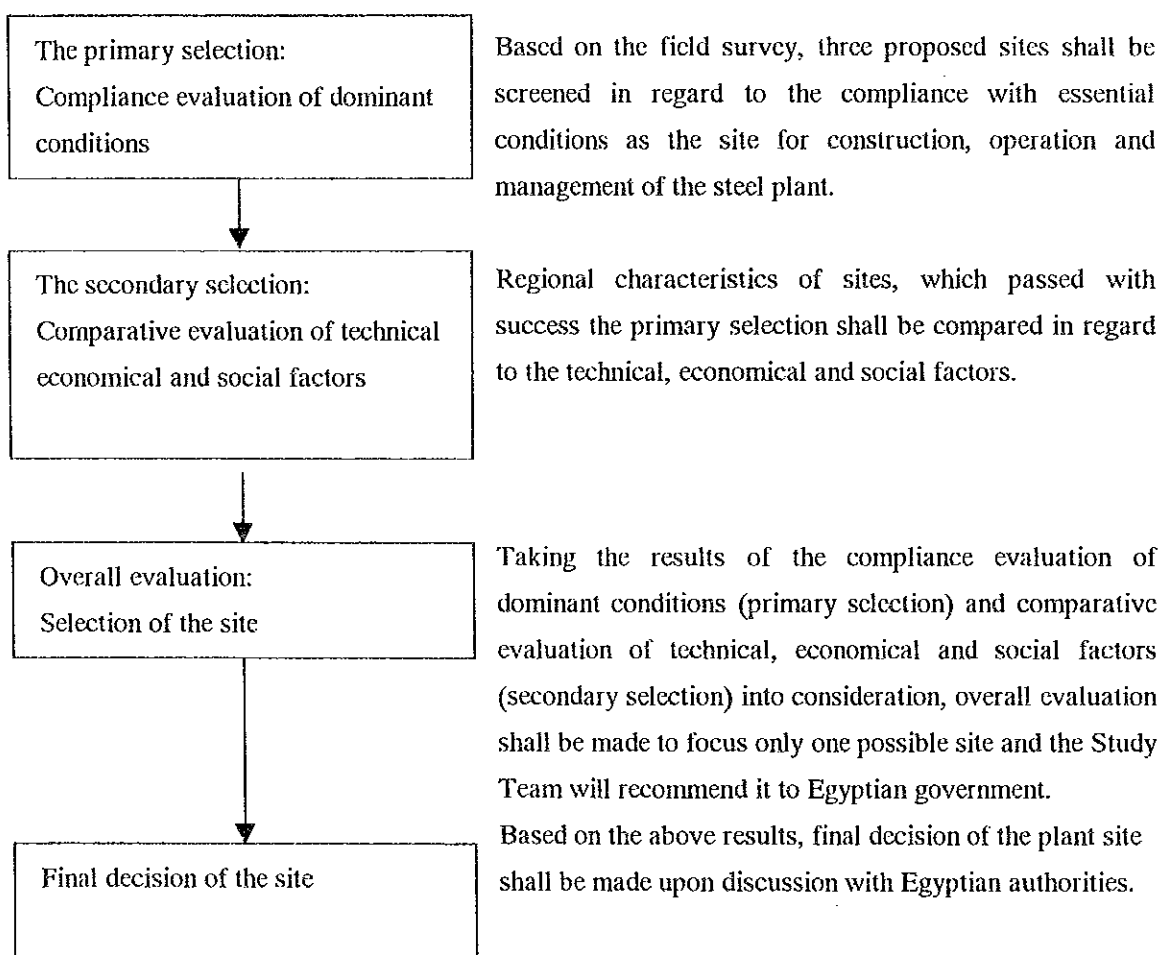 The primary selection:
Compliance evaluation of dominant
conditions
Based on the field survey, three proposed sites shall be
screened in regard to the compliance with essential
conditions as the site for construction, operation and
management of the steel plant.
The secondary selection:
Comparative evaluation of technical
economical and social factors
Regional characteristics of sites, which passed with
success the primary selection shall be compared in regard
to the technical, economical and social factors.
Overall evaluation:
Selection of the site
Taking the results of the compliance evaluation of
dominant conditions (primary selection) and comparative
evaluation of technical, economical and social factors
(secondary selection) into consideration, overall evaluation
shall be made to focus only one possible site and the Study
Team will recommend it to Egyptian government.
Final decision of the site
Based on the above results, final decision of the plant site
shall be made upon discussion with Egyptian authorities.